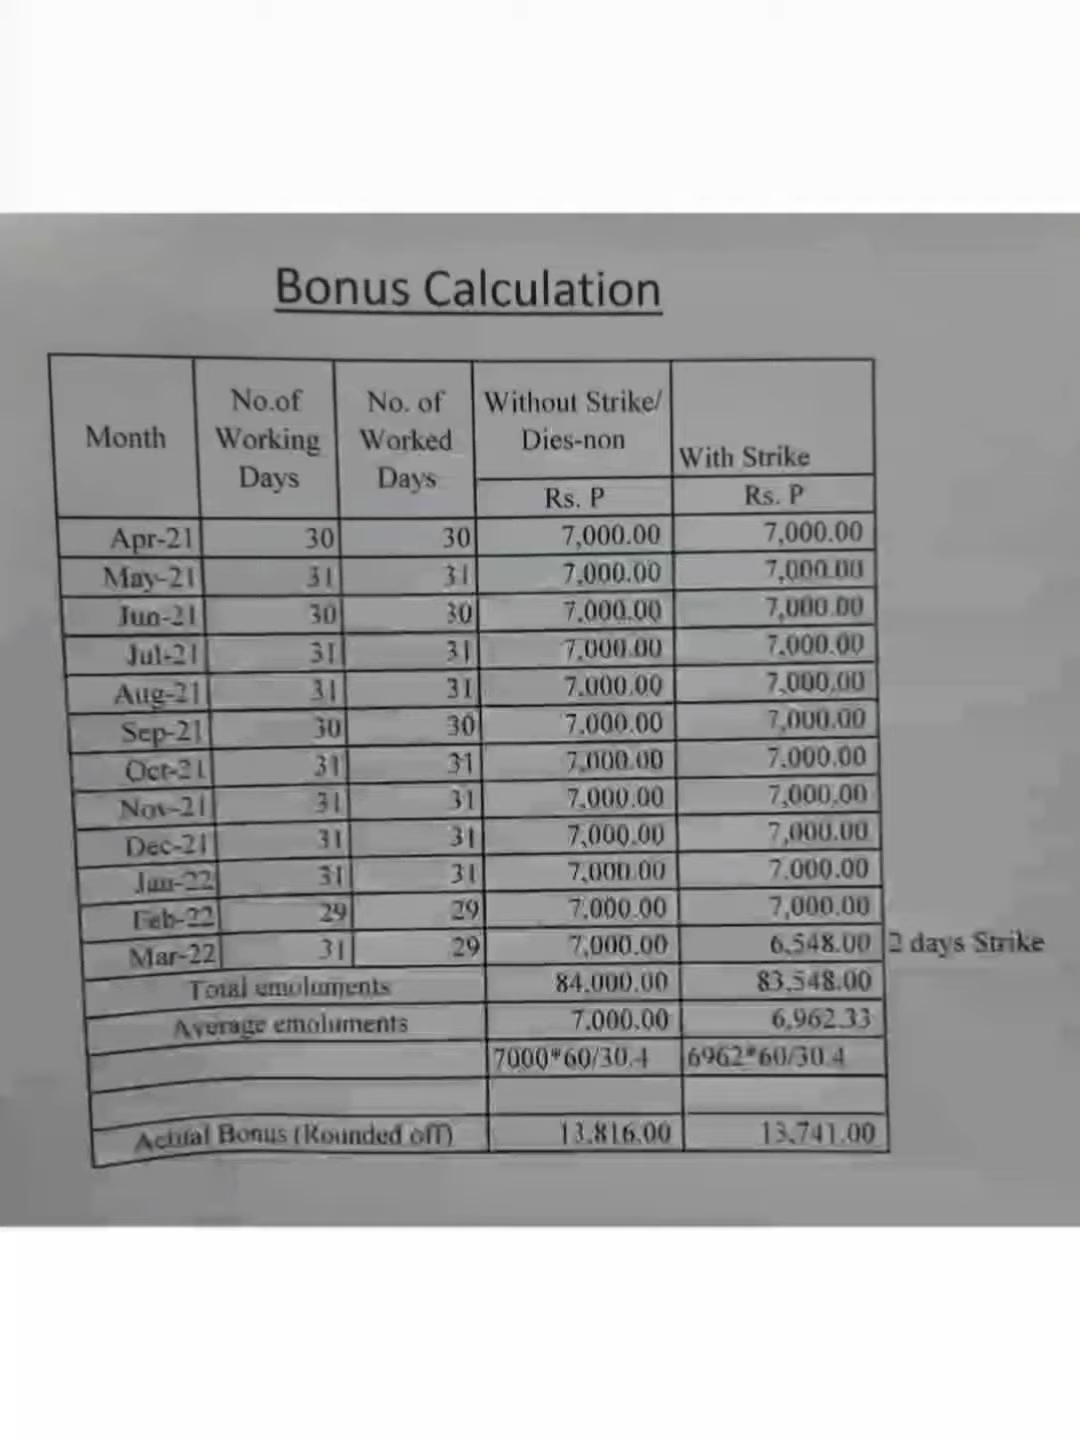 Bonus Calculation
Month No.of Working Days No. of Worked Days Without Strike/ Dies-non With Strike
Rs. P Rs. P
Apr-21 30 30 7,000.00 7,000.00
May-21 31 31 7,000.00 7,000.00
Jun-21 30 30 7,000.00 7,000.00
Jul-21 31 31 7,000.00 7,000.00
Aug-21 31 31 7,000.00 7,000.00
Sep-21 30 30 7,000.00 7,000.00
Oct-21 31 31 7,000.00 7,000.00
Nov-21 31 31 7,000.00 7,000.00
Dec-21 31 31 7,000.00 7,000.00
Jan-22 31 31 7,000.00 7,000.00
Feb-22 29 29 7,000.00 7,000.00
Mar-22 31 29 7,000.00 6,548.00 2 days Strike
Total emoluments 84,000.00 83,548.00
Average emoluments 7,000.00 6,962.33
7000*60/30.4 6962*60/30.4
Actual Bonus (Rounded off) 13,816.00 13,741.00